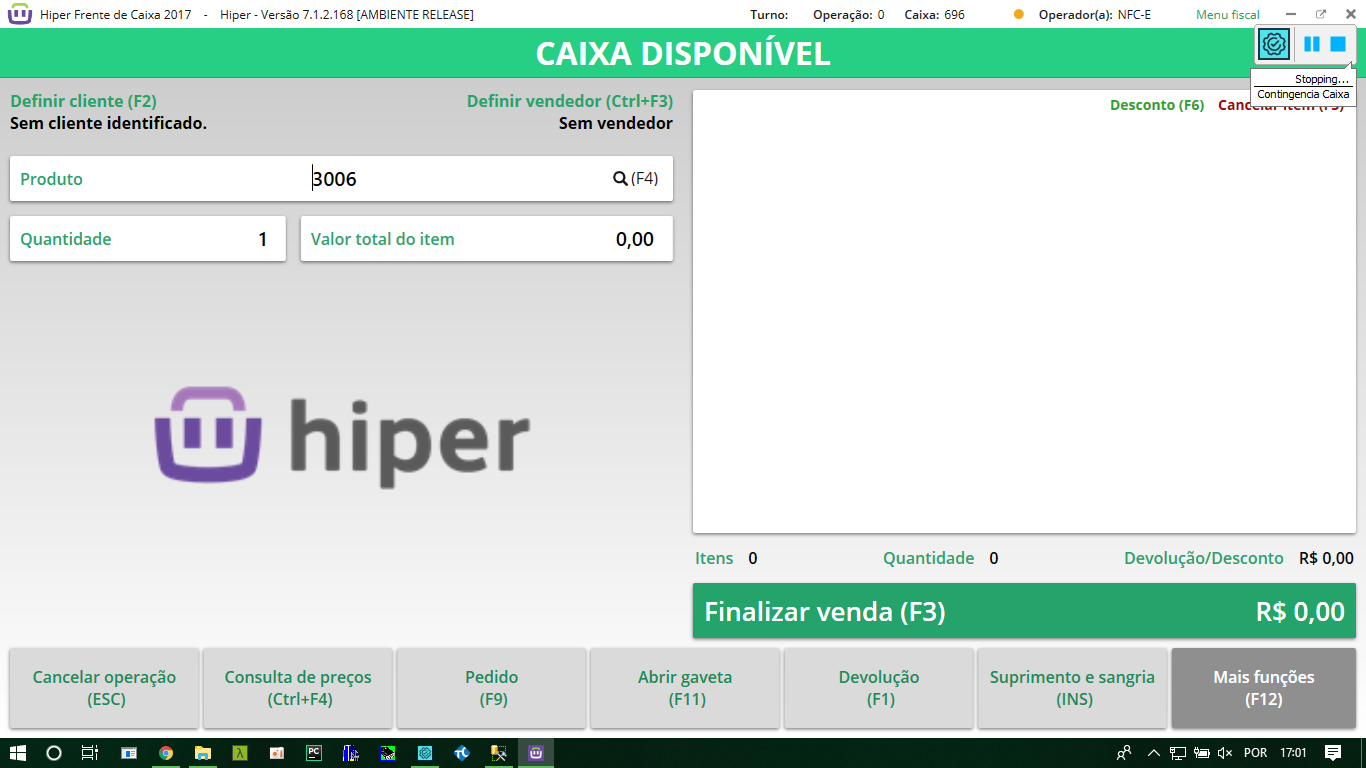 Hiper Frente de Caixa 2017 - Hiper - Versão 7.1.2.168 [AMBIENTE RELEASE] Turno: Operação: 0 Caixa: 696 Operador(a): NFC-E Menu fiscal
CAIXA DISPONÍVEL
Stopping...
Contingencia Caixa
Definir cliente (F2) Definir vendedor (Ctrl+F3)
Sem cliente identificado. Sem vendedor
Desconto (F6) Cancelar item (F5)
Produto 3006 (F4)
Quantidade 1 Valor total do item 0,00
hiper
Itens 0 Quantidade 0 Devolução/Desconto R$ 0,00
Finalizar venda (F3) R$ 0,00
Cancelar operação Consulta de preços Pedido Abrir gaveta Devolução Suprimento e sangria Mais funções
(ESC) (Ctrl+F4) (F9) (F11) (F1) (INS) (F12)
PC POR 17:01